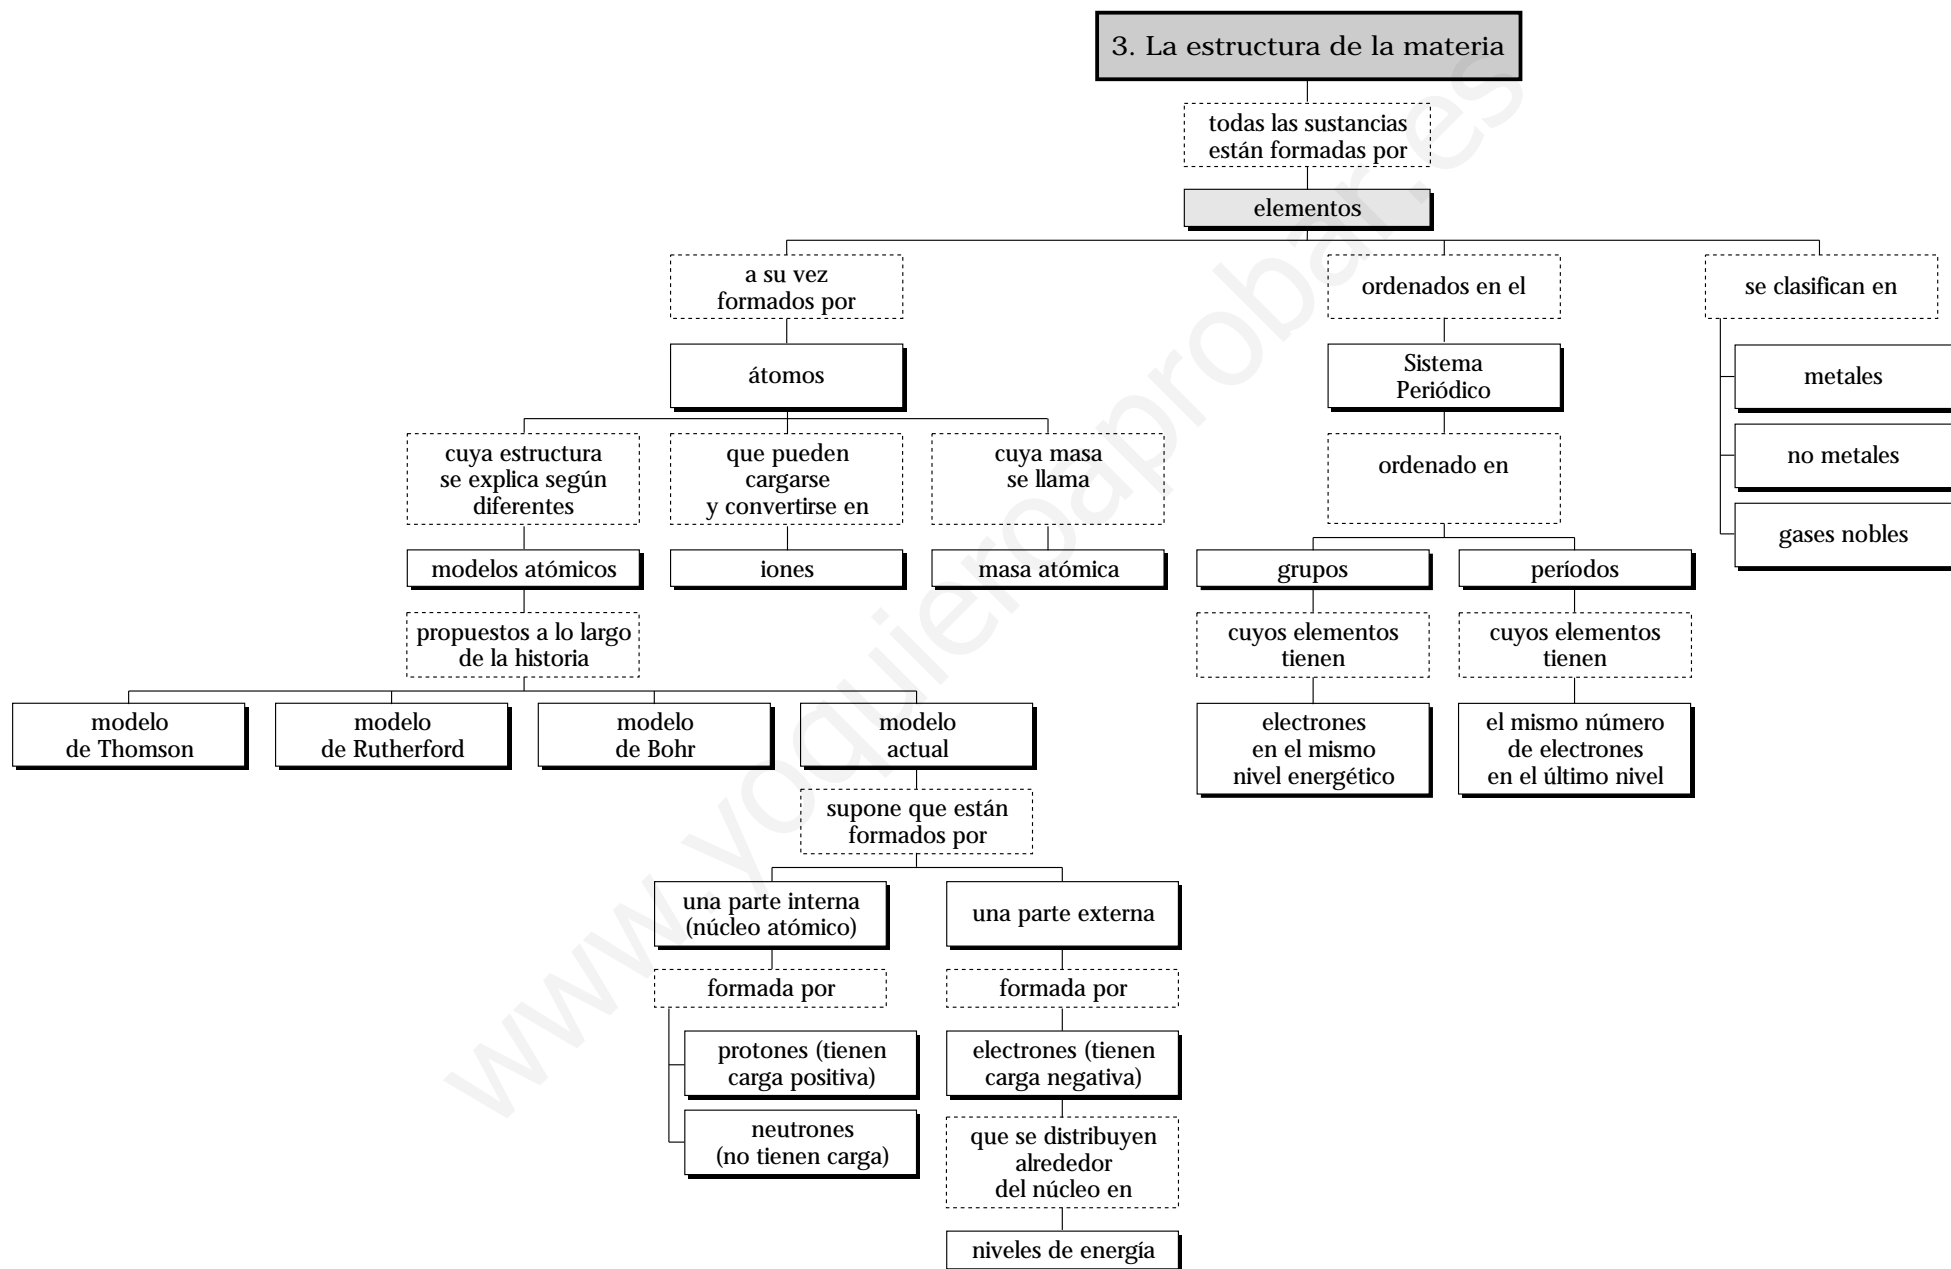 3. La estructura de la materia
todas las sustancias
están formadas por
elementos
a su vez
formados por
ordenados en el
se clasifican en
átomos
Sistema
Periódico
metales
no metales
gases nobles
cuya estructura
se explica según
diferentes
que pueden
cargarse
y convertirse en
cuya masa
se llama
ordenado en
modelos atómicos
iones
masa atómica
grupos
períodos
propuestos a lo largo
de la historia
cuyos elementos
tienen
cuyos elementos
tienen
modelo
de Thomson
modelo
de Rutherford
modelo
de Bohr
modelo
actual
electrones
en el mismo
nivel energético
el mismo número
de electrones
en el último nivel
supone que están
formados por
una parte interna
(núcleo atómico)
una parte externa
formada por
formada por
protones (tienen
carga positiva)
neutrones
(no tienen carga)
electrones (tienen
carga negativa)
que se distribuyen
alrededor
del núcleo en
niveles de energía
www.yoquieroaprobar.es